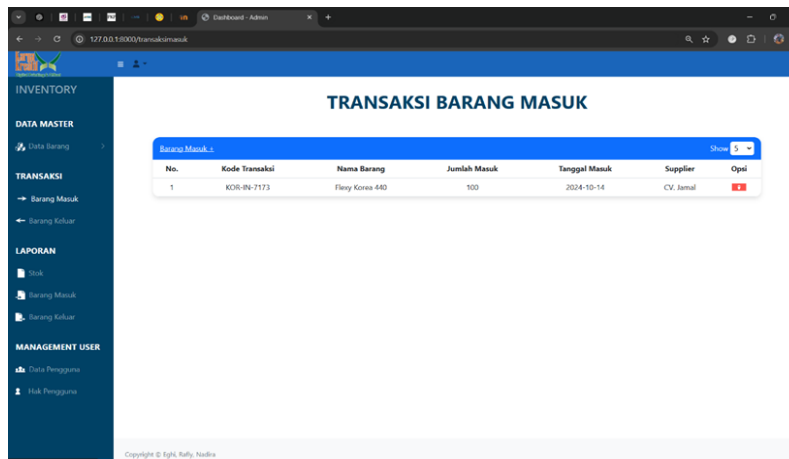 Dashboard - Admin
127.0.0.1:8000/transaksimasuk
INVENTORY
DATA MASTER
Data Barang
TRANSAKSI
Barang Masuk
Barang Keluar
LAPORAN
Stok
Barang Masuk
Barang Keluar
MANAGEMENT USER
Data Pengguna
Hak Pengguna
TRANSAKSI BARANG MASUK
Barang Masuk + Show 5
No. Kode Transaksi Nama Barang Jumlah Masuk Tanggal Masuk Supplier Opsi
1 KOR-IN-7173 Flexy Korea 440 100 2024-10-14 CV. Jamal
Copyright © Eghi, Rafly, Nadira